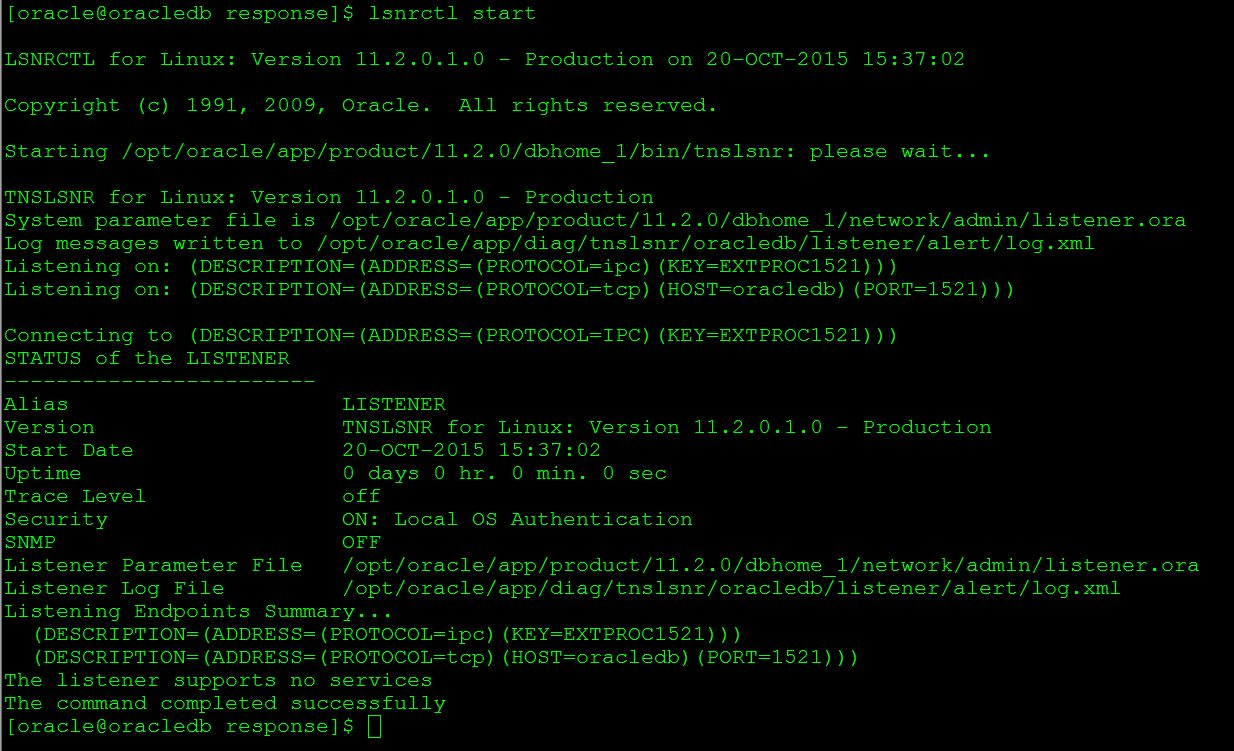 [oracle@oracledb response]$ lsnrctl start
LSNRCTL for Linux: Version 11.2.0.1.0 - Production on 20-OCT-2015 15:37:02
Copyright (c) 1991, 2009, Oracle.  All rights reserved.
Starting /opt/oracle/app/product/11.2.0/dbhome_1/bin/tnslsnr: please wait...
TNSLSNR for Linux: Version 11.2.0.1.0 - Production
System parameter file is /opt/oracle/app/product/11.2.0/dbhome_1/network/admin/listener.ora
Log messages written to /opt/oracle/app/diag/tnslsnr/oracledb/listener/alert/log.xml
Listening on: (DESCRIPTION=(ADDRESS=(PROTOCOL=ipc)(KEY=EXTPROC1521)))
Listening on: (DESCRIPTION=(ADDRESS=(PROTOCOL=tcp)(HOST=oracledb)(PORT=1521)))
Connecting to (DESCRIPTION=(ADDRESS=(PROTOCOL=IPC)(KEY=EXTPROC1521)))
STATUS of the LISTENER
------------------------
Alias                     LISTENER
Version                   TNSLSNR for Linux: Version 11.2.0.1.0 - Production
Start Date                20-OCT-2015 15:37:02
Uptime                    0 days 0 hr. 0 min. 0 sec
Trace Level               off
Security                  ON: Local OS Authentication
SNMP                      OFF
Listener Parameter File   /opt/oracle/app/product/11.2.0/dbhome_1/network/admin/listener.ora
Listener Log File         /opt/oracle/app/diag/tnslsnr/oracledb/listener/alert/log.xml
Listening Endpoints Summary...
  (DESCRIPTION=(ADDRESS=(PROTOCOL=ipc)(KEY=EXTPROC1521)))
  (DESCRIPTION=(ADDRESS=(PROTOCOL=tcp)(HOST=oracledb)(PORT=1521)))
The listener supports no services
The command completed successfully
[oracle@oracledb response]$